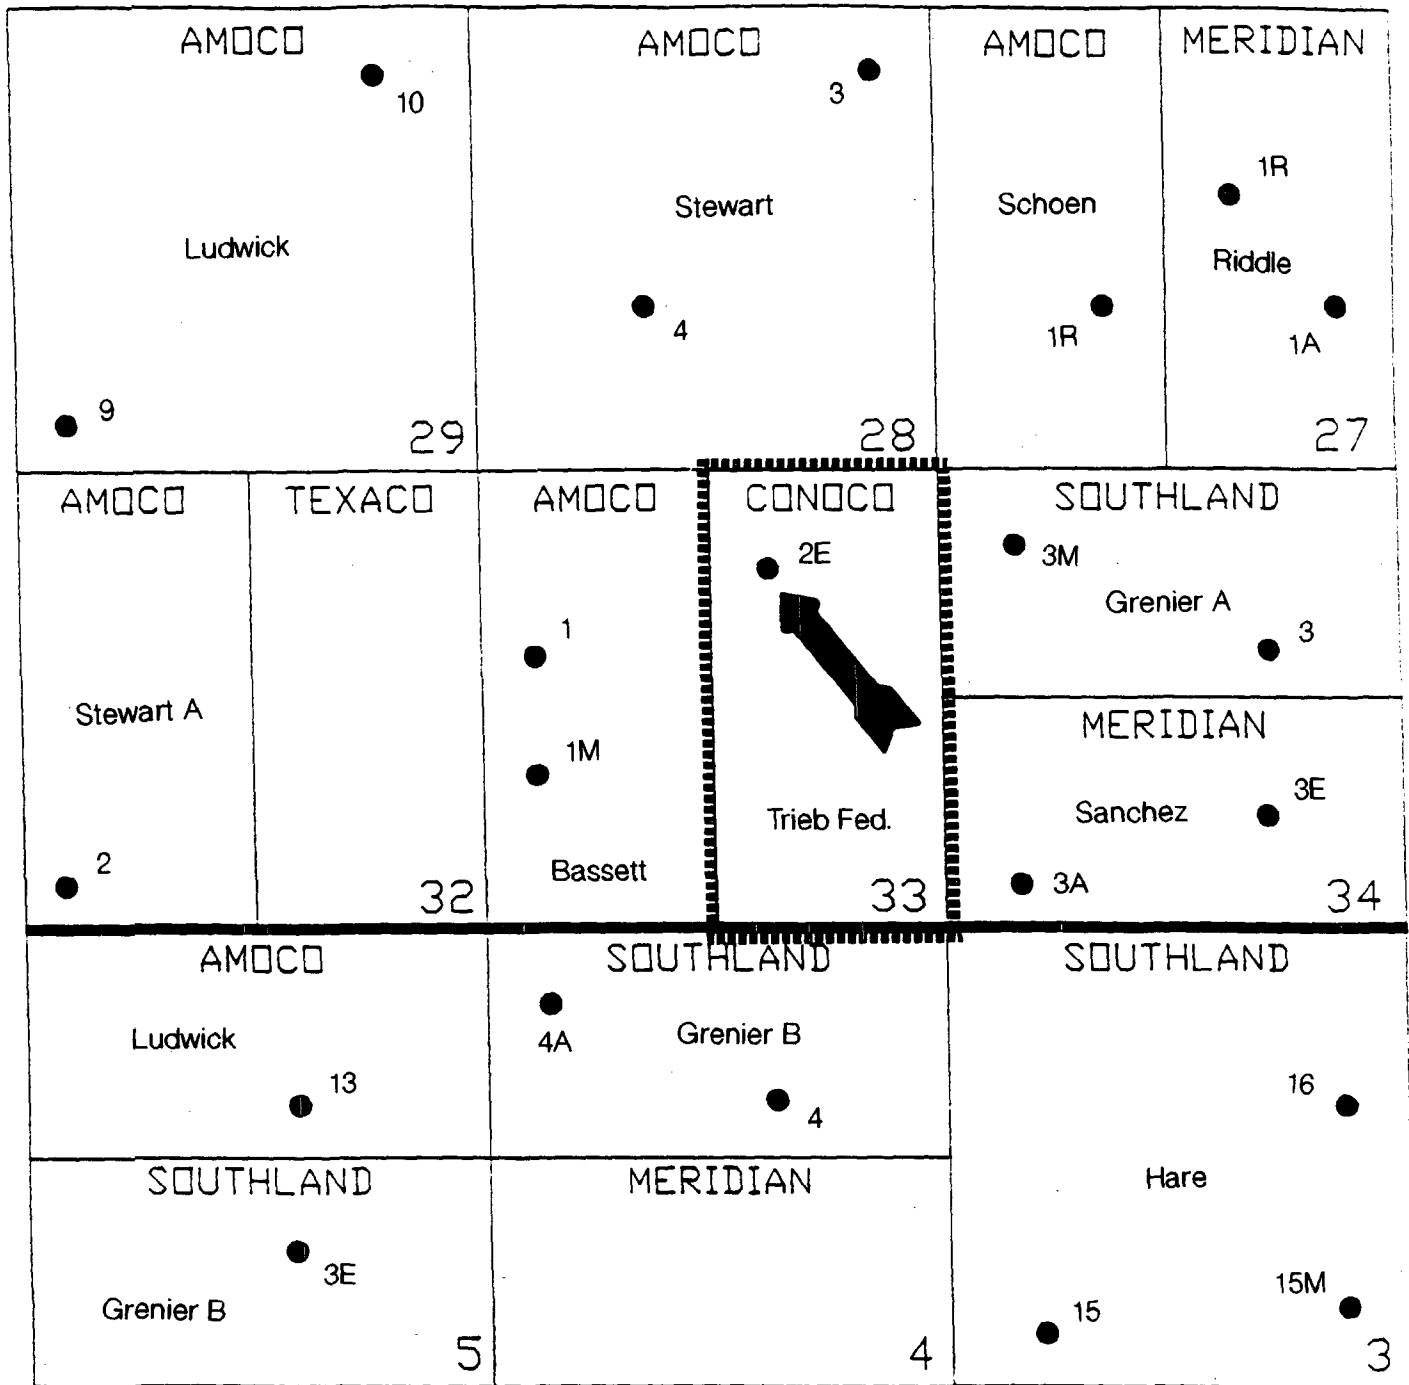 AMOCO AMOCO AMOCO MERIDIAN
10 3
1R
Stewart Schoen
Ludwick Riddle
4 1R 1A
9
29 28 27
AMOCO TEXACO AMOCO CONOCO SOUTHLAND
2E 3M
Grenier A
1 3
Stewart A MERIDIAN
1M 3E
Trieb Fed. Sanchez
2 Bassett 3A
32 33 34
AMOCO SOUTHLAND SOUTHLAND
Ludwick 4A Grenier B
13 4 16
SOUTHLAND MERIDIAN Hare
3E
Grenier B 15 15M
5 4 3